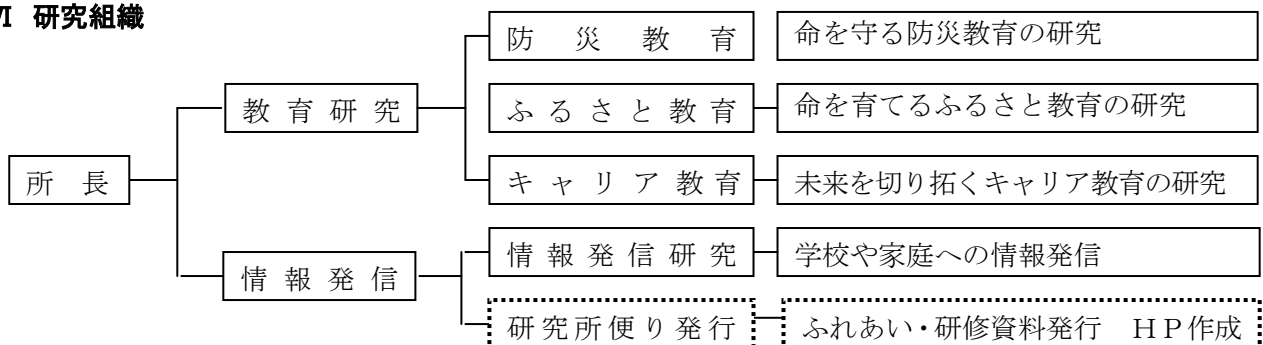 Ⅵ 研究組織
防災教育 命を守る防災教育の研究
教育研究 ふるさと教育 命を育てるふるさと教育の研究
所長 キャリア教育 未来を切り拓くキャリア教育の研究
情報発信 情報発信研究 学校や家庭への情報発信
研究所便り発行 ふれあい・研修資料発行 ＨＰ作成